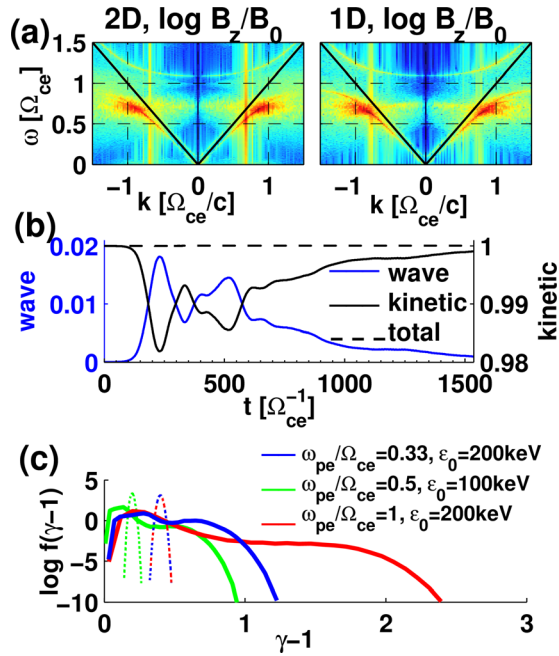 (a) 2D, log B_z/B_0 1D, log B_z/B_0
1.5
1
0.5
0
ω [Ω_ce]
−1 0 1 −1 0 1
k [Ω_ce/c] k [Ω_ce/c]
(b)
0.02 1
0.01 0.99
0 0.98
wave kinetic
wave
kinetic
total
0 500 1000 1500
t [Ω_ce^−1]
(c)
ω_pe/Ω_ce=0.33, ε_0=200keV
ω_pe/Ω_ce=0.5, ε_0=100keV
ω_pe/Ω_ce=1, ε_0=200keV
log f(γ−1)
5
0
−5
−10
0 1 2 3
γ−1